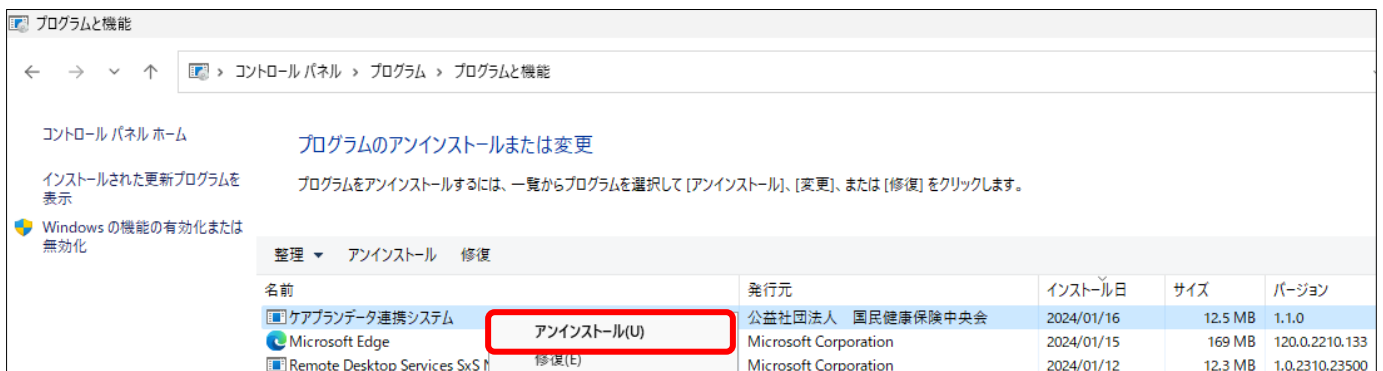 プログラムと機能
コントロール パネル › プログラム › プログラムと機能
コントロール パネル ホーム
インストールされた更新プログラムを
表示
Windows の機能の有効化または
無効化
プログラムのアンインストールまたは変更
プログラムをアンインストールするには、一覧からプログラムを選択して [アンインストール]、[変更]、または [修復] をクリックします。
整理 アンインストール 修復
名前 発行元 インストール日 サイズ バージョン
ケアプランデータ連携システム アンインストール(U) 公益社団法人 国民健康保険中央会 2024/01/16 12.5 MB 1.1.0
Microsoft Edge Microsoft Corporation 2024/01/15 169 MB 120.0.2210.133
修復(E)
Remote Desktop Services SxS Microsoft Corporation 2024/01/12 12.3 MB 1.0.2310.23500